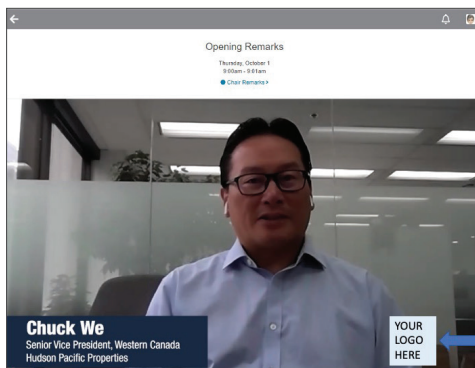 Opening Remarks
Thursday, October 1
9:00am - 9:01am
Chair Remarks
Chuck We
Senior Vice President, Western Canada
Hudson Pacific Properties
YOUR
LOGO
HERE